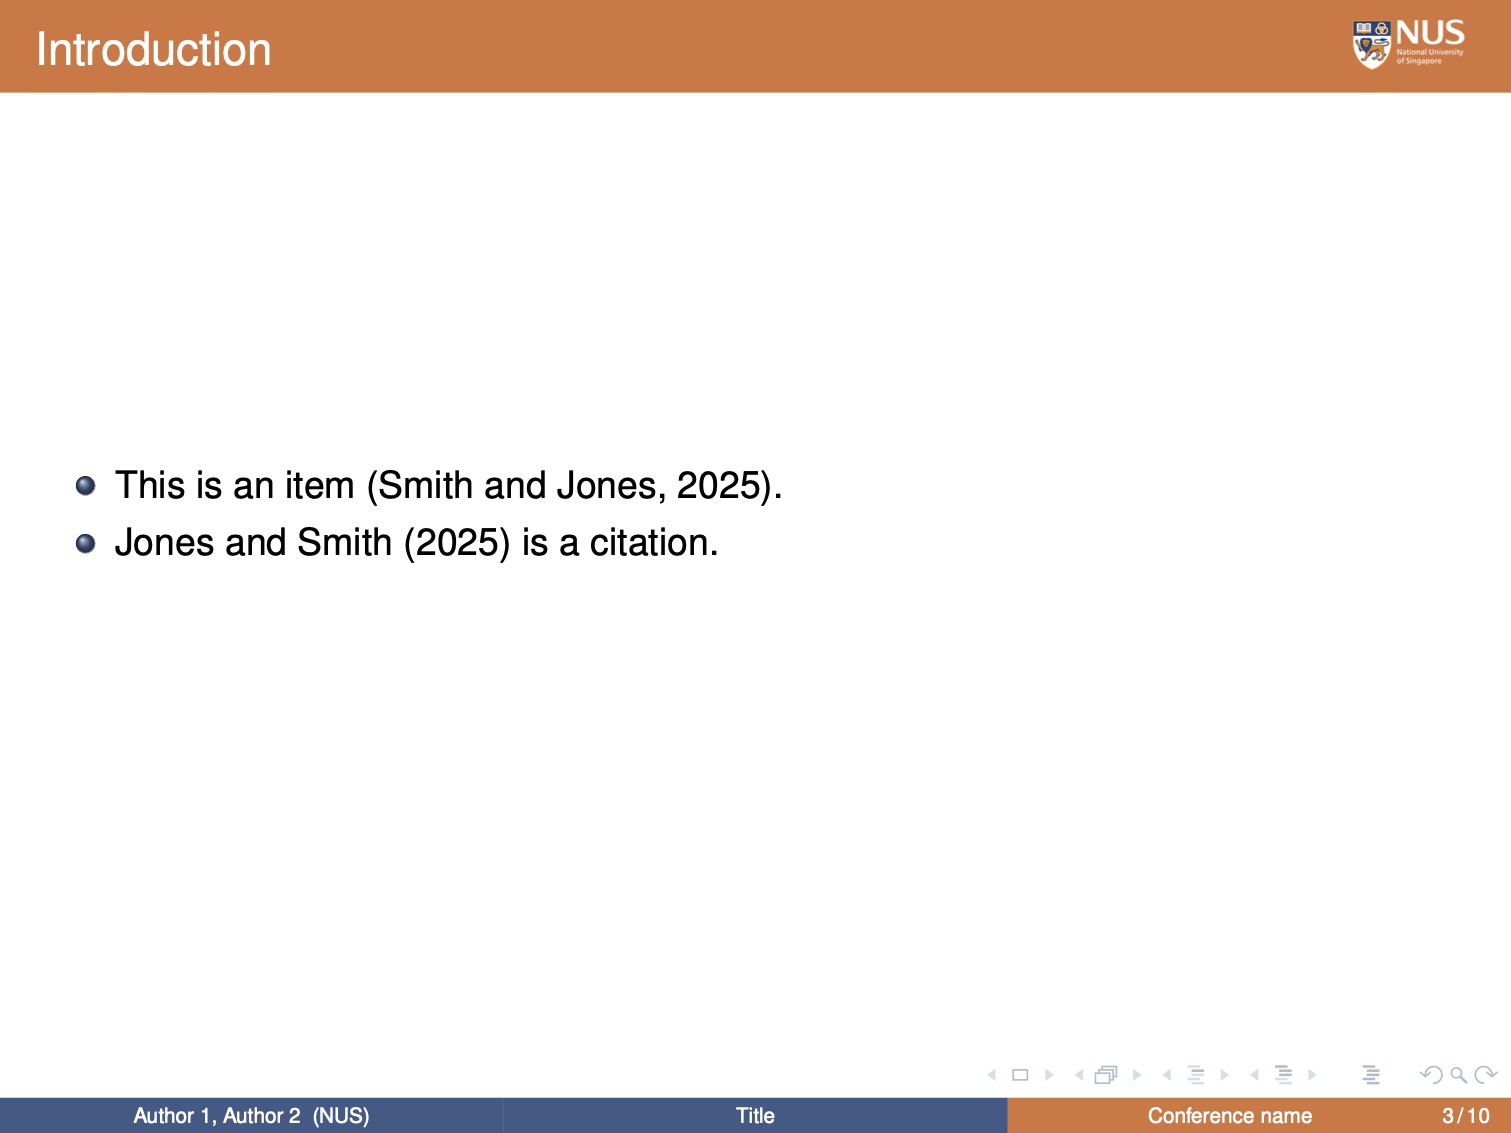 Introduction
NUS
National University
of Singapore
This is an item (Smith and Jones, 2025).
Jones and Smith (2025) is a citation.
Author 1, Author 2 (NUS)
Title
Conference name
3 / 10